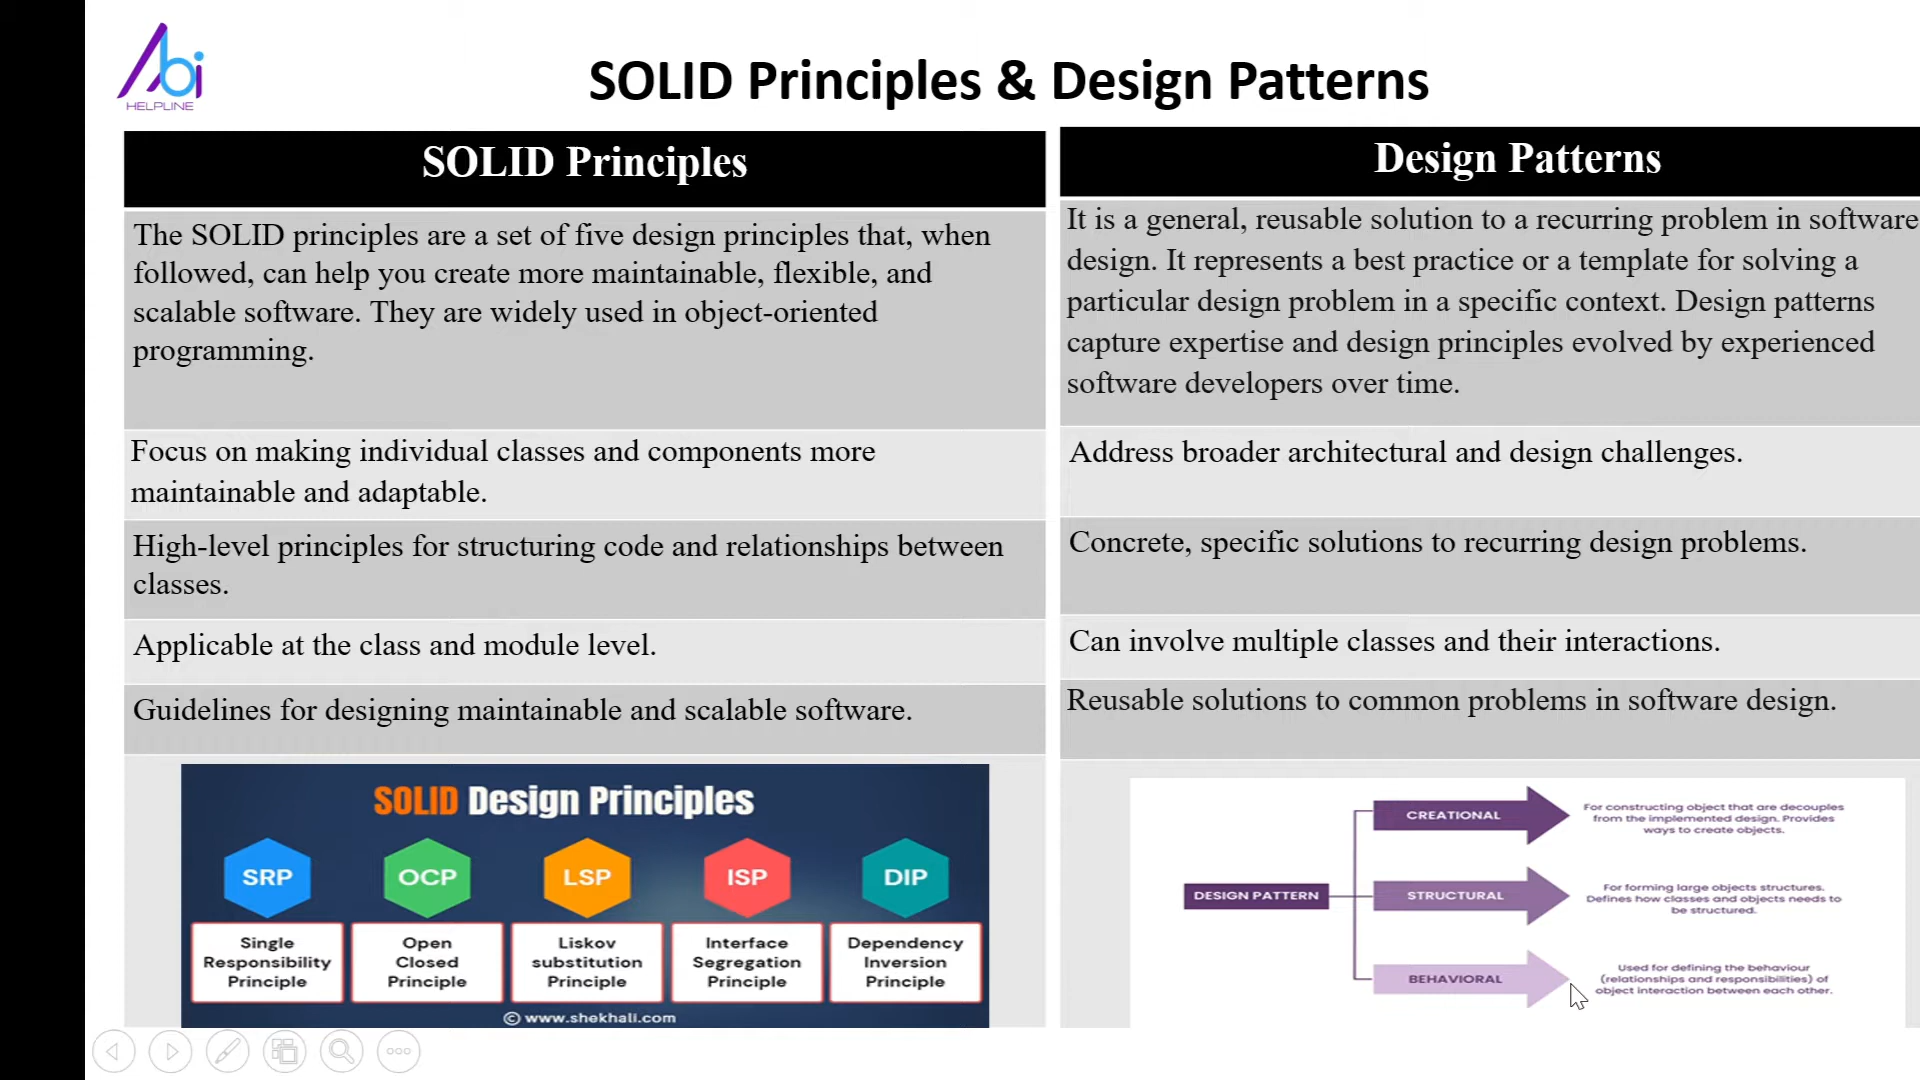 Abi
HELPLINE
SOLID Principles & Design Patterns
SOLID Principles
The SOLID principles are a set of five design principles that, when
followed, can help you create more maintainable, flexible, and
scalable software. They are widely used in object-oriented
programming.
Focus on making individual classes and components more
maintainable and adaptable.
High-level principles for structuring code and relationships between
classes.
Applicable at the class and module level.
Guidelines for designing maintainable and scalable software.
SOLID Design Principles
SRP
OCP
LSP
ISP
DIP
Single
Responsibility
Principle
Open
Closed
Principle
Liskov
substitution
Principle
Interface
Segregation
Principle
Dependency
Inversion
Principle
© www.shekhali.com
Design Patterns
It is a general, reusable solution to a recurring problem in software
design. It represents a best practice or a template for solving a
particular design problem in a specific context. Design patterns
capture expertise and design principles evolved by experienced
software developers over time.
Address broader architectural and design challenges.
Concrete, specific solutions to recurring design problems.
Can involve multiple classes and their interactions.
Reusable solutions to common problems in software design.
DESIGN PATTERN
CREATIONAL
For constructing object that are decouples
from the implemented design. Provides
ways to create objects.
STRUCTURAL
For forming large objects structures.
Defines how classes and objects needs to
be structured.
BEHAVIORAL
Used for defining the behaviour
(relationships and responsibilities) of
object interaction between each other.